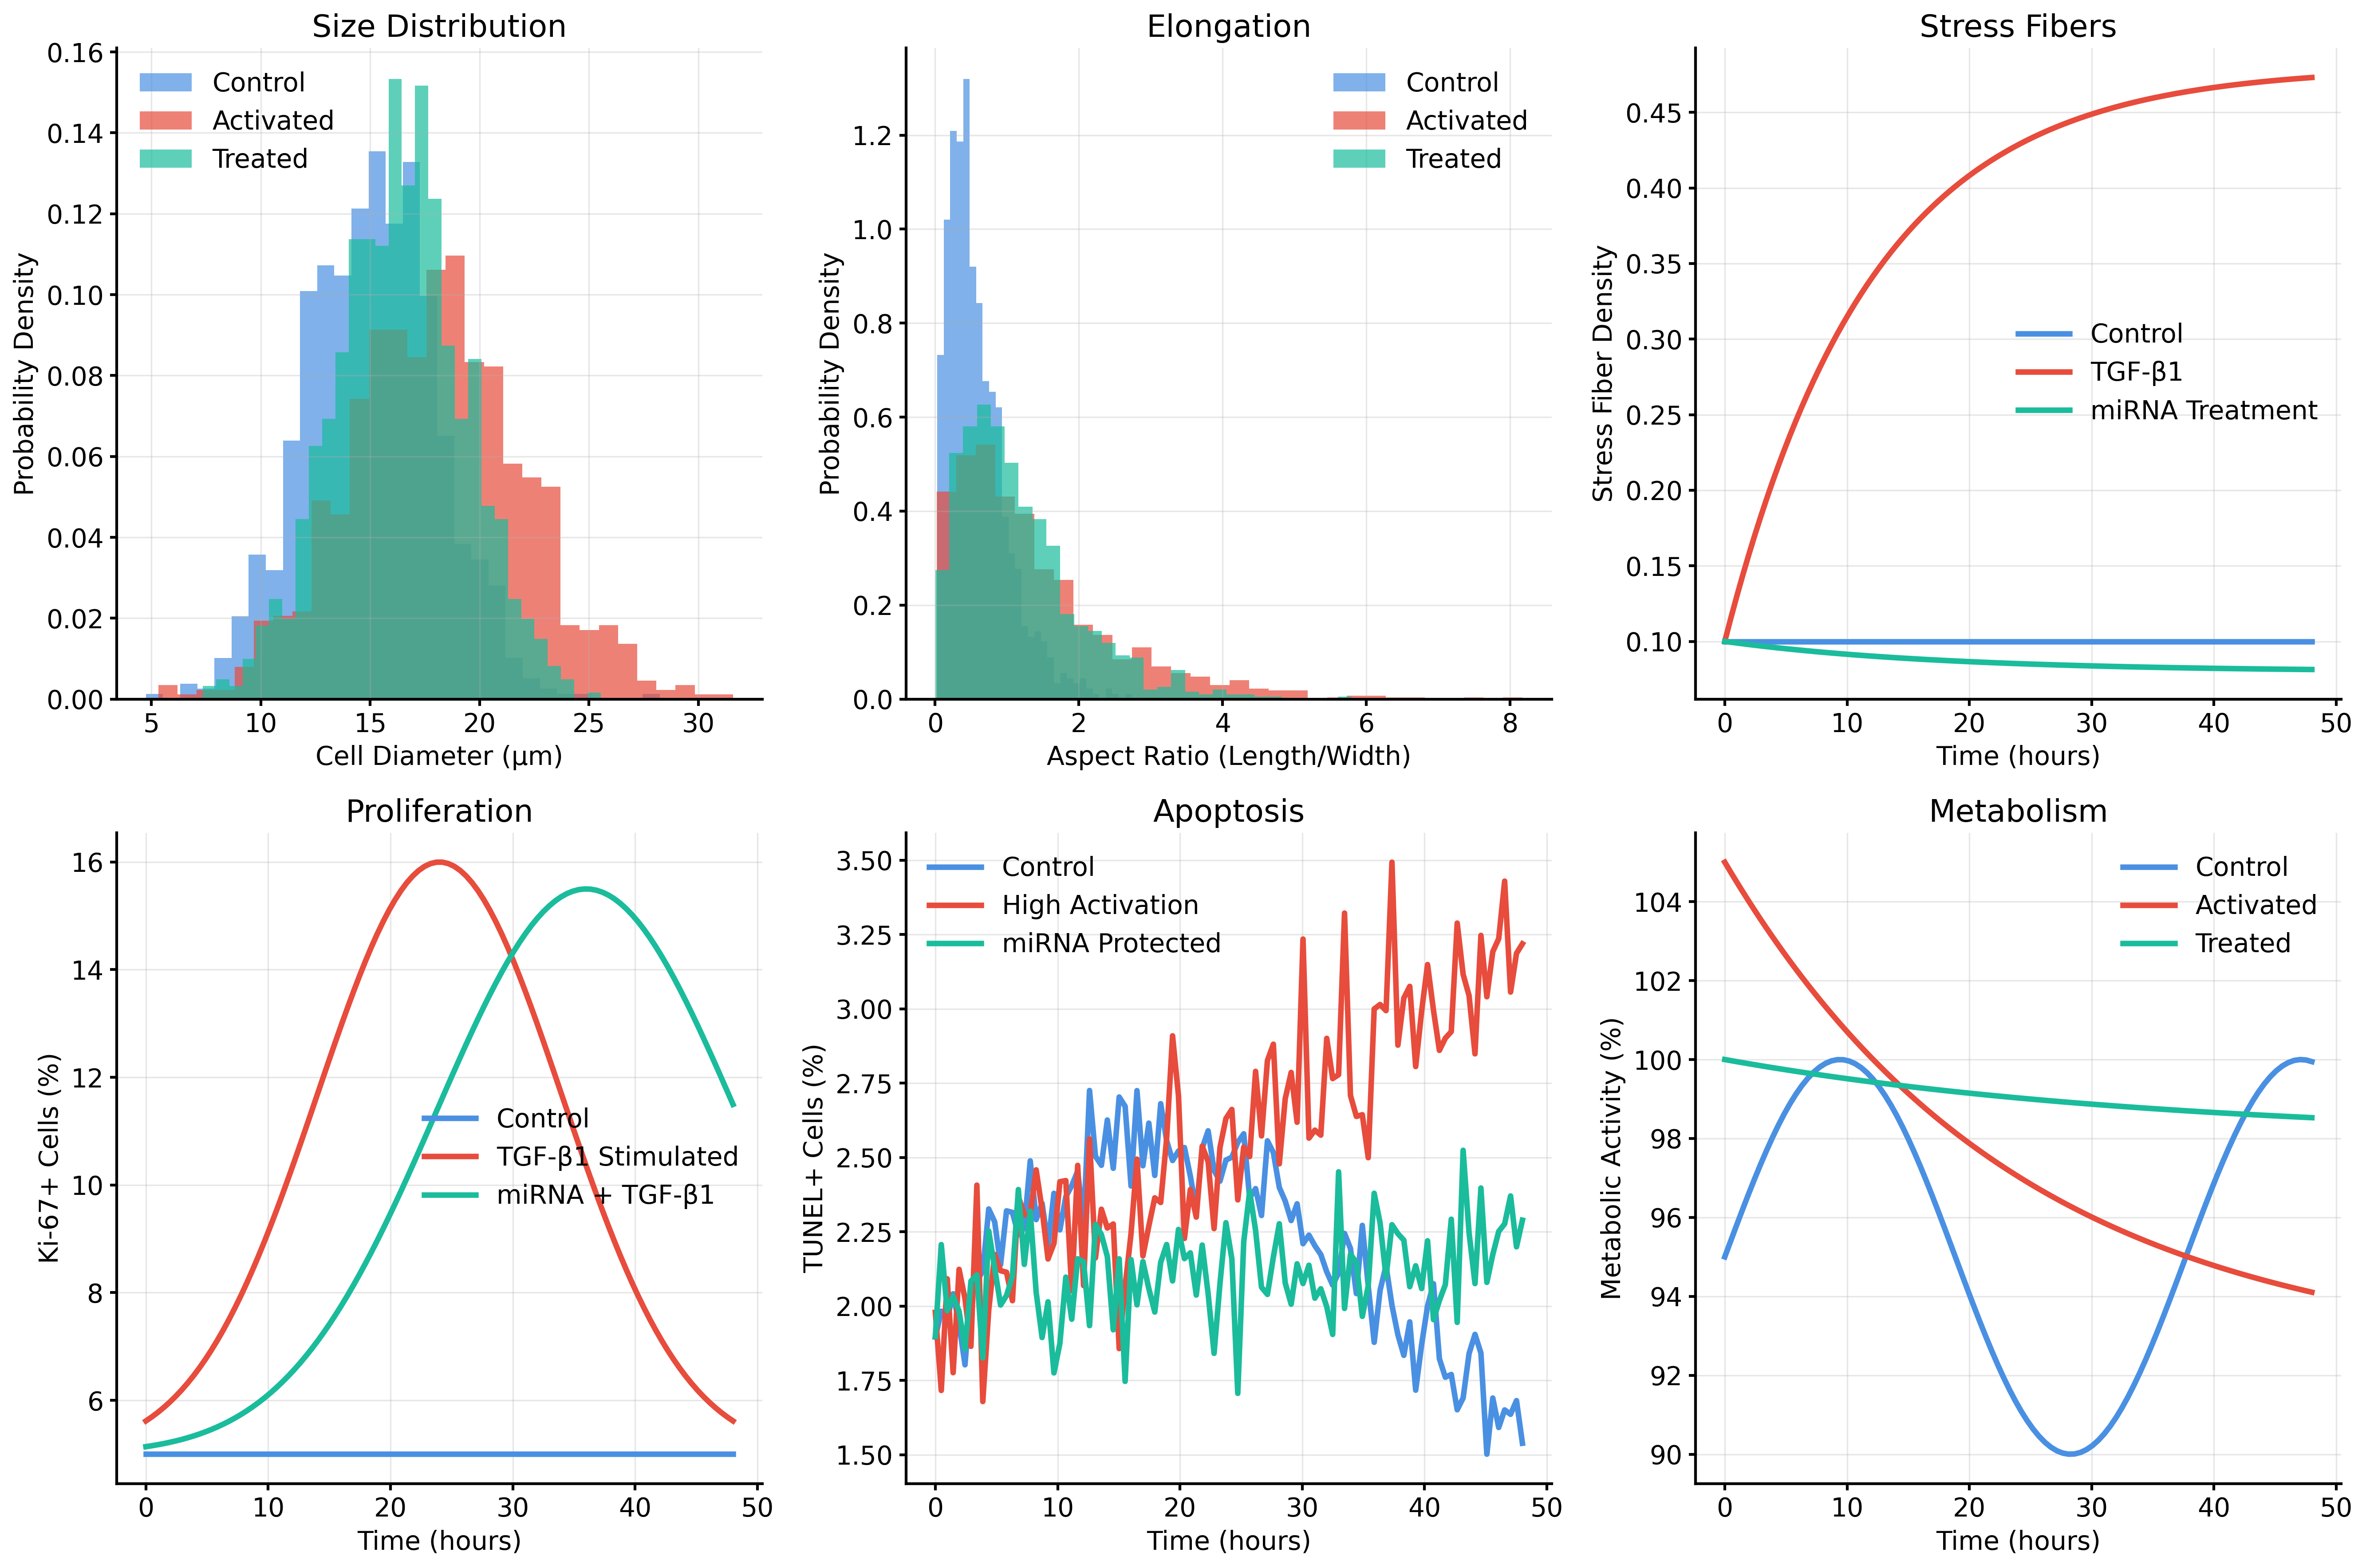 Size Distribution
Probability Density
0.16
0.14
0.12
0.10
0.08
0.06
0.04
0.02
0.00
Control
Activated
Treated
5 10 15 20 25 30
Cell Diameter (μm)
Elongation
Probability Density
1.2
1.0
0.8
0.6
0.4
0.2
0.0
Control
Activated
Treated
0 2 4 6 8
Aspect Ratio (Length/Width)
Stress Fibers
Stress Fiber Density
0.45
0.40
0.35
0.30
0.25
0.20
0.15
0.10
Control
TGF-β1
miRNA Treatment
0 10 20 30 40 50
Time (hours)
Proliferation
Ki-67+ Cells (%)
16
14
12
10
8
6
Control
TGF-β1 Stimulated
miRNA + TGF-β1
0 10 20 30 40 50
Time (hours)
Apoptosis
TUNEL+ Cells (%)
3.50
3.25
3.00
2.75
2.50
2.25
2.00
1.75
1.50
Control
High Activation
miRNA Protected
0 10 20 30 40 50
Time (hours)
Metabolism
Metabolic Activity (%)
104
102
100
98
96
94
92
90
Control
Activated
Treated
0 10 20 30 40 50
Time (hours)